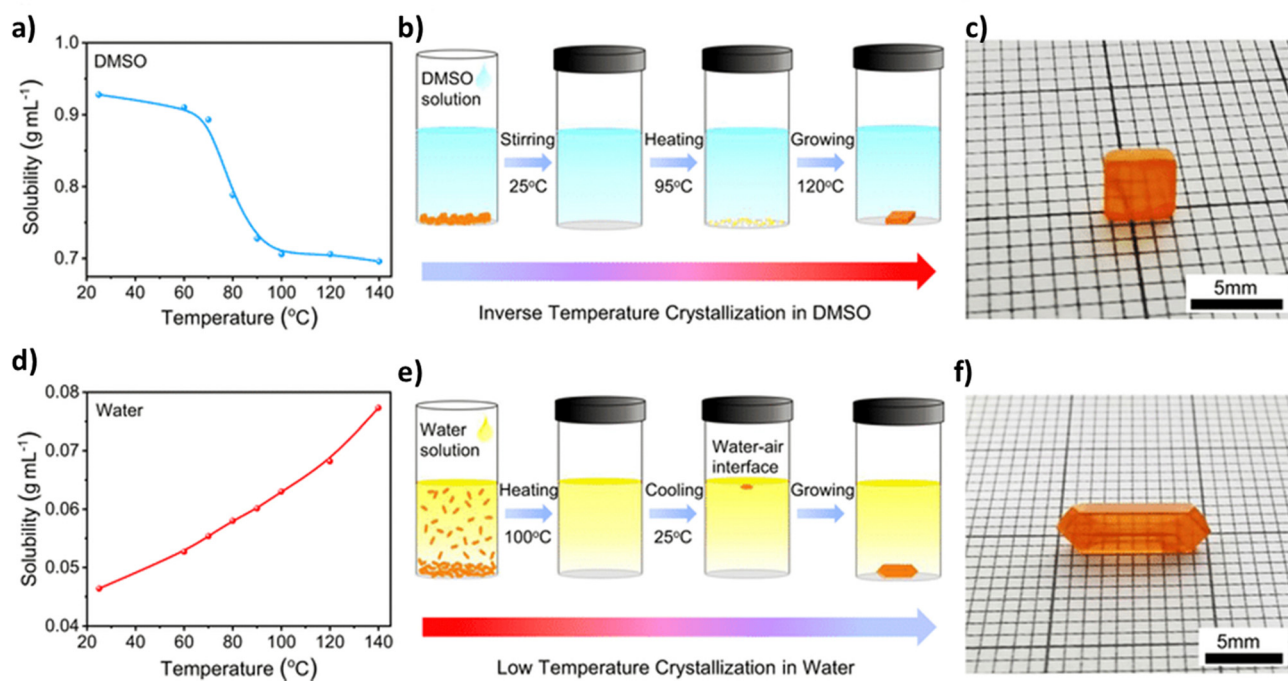 a)
DMSO
Solubility (g mL⁻¹)
1.0
0.9
0.8
0.7
20 40 60 80 100 120 140
Temperature (°C)
b)
DMSO
solution
Stirring
25°C
Heating
95°C
Growing
120°C
Inverse Temperature Crystallization in DMSO
c)
5mm
d)
Water
Solubility (g mL⁻¹)
0.08
0.07
0.06
0.05
0.04
20 40 60 80 100 120 140
Temperature (°C)
e)
Water
solution
Heating
100°C
Cooling
25°C
Water-air
interface
Growing
Low Temperature Crystallization in Water
f)
5mm